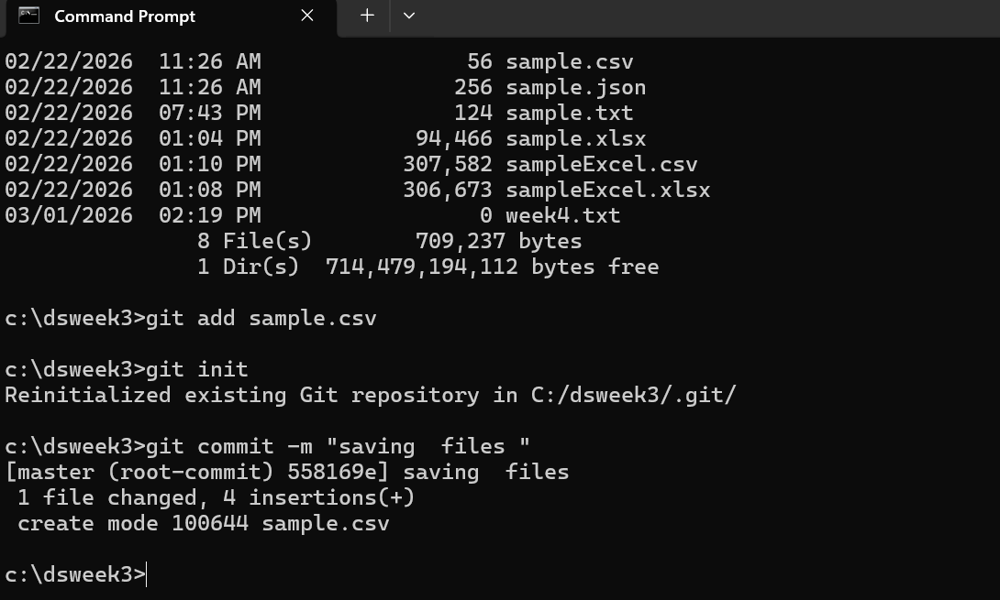 Command Prompt
02/22/2026  11:26 AM                56 sample.csv
02/22/2026  11:26 AM               256 sample.json
02/22/2026  07:43 PM               124 sample.txt
02/22/2026  01:04 PM            94,466 sample.xlsx
02/22/2026  01:10 PM           307,582 sampleExcel.csv
02/22/2026  01:08 PM           306,673 sampleExcel.xlsx
03/01/2026  02:19 PM                 0 week4.txt
               8 File(s)        709,237 bytes
               1 Dir(s)  714,479,194,112 bytes free
c:\dsweek3>git add sample.csv
c:\dsweek3>git init
Reinitialized existing Git repository in C:/dsweek3/.git/
c:\dsweek3>git commit -m "saving  files "
[master (root-commit) 558169e] saving  files
 1 file changed, 4 insertions(+)
 create mode 100644 sample.csv
c:\dsweek3>